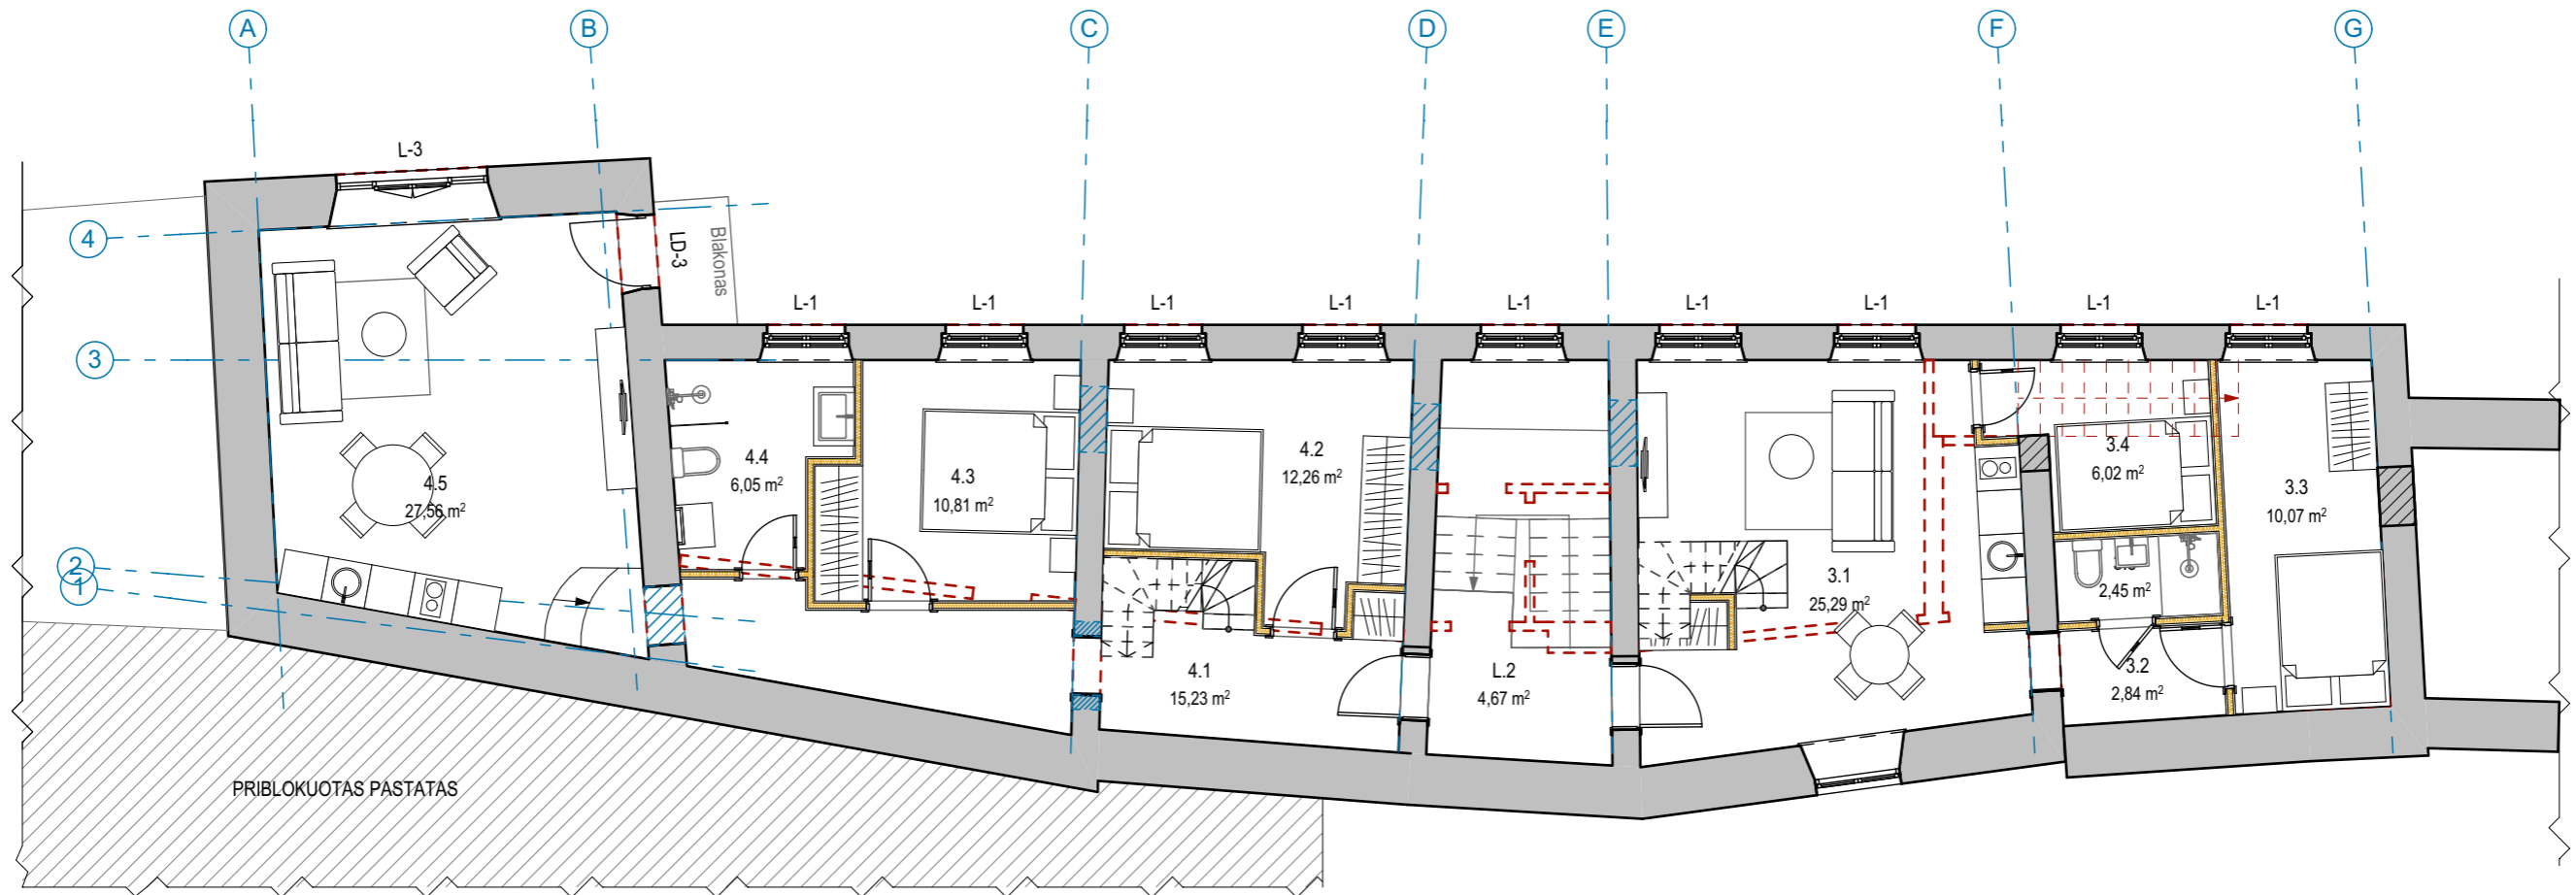 A
B
C
D
E
F
G
L-3
4
LD-3
Blakonas
L-1
L-1
L-1
L-1
L-1
L-1
L-1
L-1
L-1
3
4.5
27,56 m²
4.4
6,05 m²
4.3
10,81 m²
4.2
12,26 m²
3.4
6,02 m²
3.3
10,07 m²
2
1
3.1
25,29 m²
2,45 m²
4.1
15,23 m²
L.2
4,67 m²
3.2
2,84 m²
PRIBLOKUOTAS PASTATAS